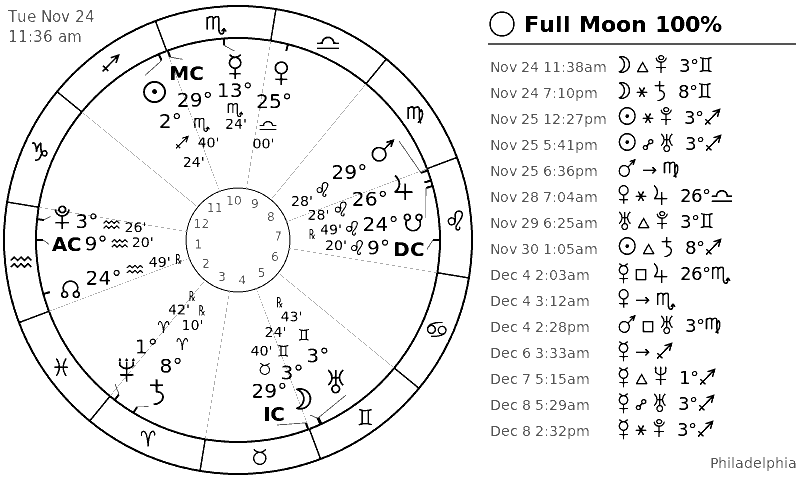 Tue Nov 24
11:36 am
◯ Full Moon 100%
Nov 24 11:38am ☽ △ ⯓ 3°♊
Nov 24 7:10pm ☽ ⚹ ♄ 8°♊
Nov 25 12:27pm ☉ ⚹ ⯓ 3°♐
Nov 25 5:41pm ☉ ☍ ♅ 3°♐
Nov 25 6:36pm ♂ → ♍
Nov 28 7:04am ♀ ⚹ ♃ 26°♎
Nov 29 6:25am ♅ △ ⯓ 3°♊
Nov 30 1:05am ☉ △ ♄ 8°♐
Dec 4 2:03am ☿ □ ♃ 26°♏
Dec 4 3:12am ♀ → ♏
Dec 4 2:28pm ♂ □ ♅ 3°♍
Dec 6 3:33am ☿ → ♐
Dec 7 5:15am ☿ △ ♆ 1°♐
Dec 8 5:29am ☿ ☍ ♅ 3°♐
Dec 8 2:32pm ☿ ⚹ ⯓ 3°♐
Philadelphia
♏
♎
♍
♌
♋
♊
♉
♈
♓
♒
♑
♐
☉ 2° ♐ 24'
MC 29° ♏ 40'
☿ 13° ♏ 24'
♀ 25° ♎ 00'
♂ 29° ♌ 28'
♃ 26° ♌ 28'
☋ 24° ♌ 49' ℞
DC 9° ♌ 20'
⯓ 3° ♒ 26'
AC 9° ♒ 20'
☊ 24° ♒ 49' ℞
♆ 1° ♈ 42' ℞
♄ 8° ♈ 10' ℞
IC 29° ♉ 40'
☽ 3° ♊ 24'
♅ 3° ♊ 43' ℞
1
2
3
4
5
6
7
8
9
10
11
12